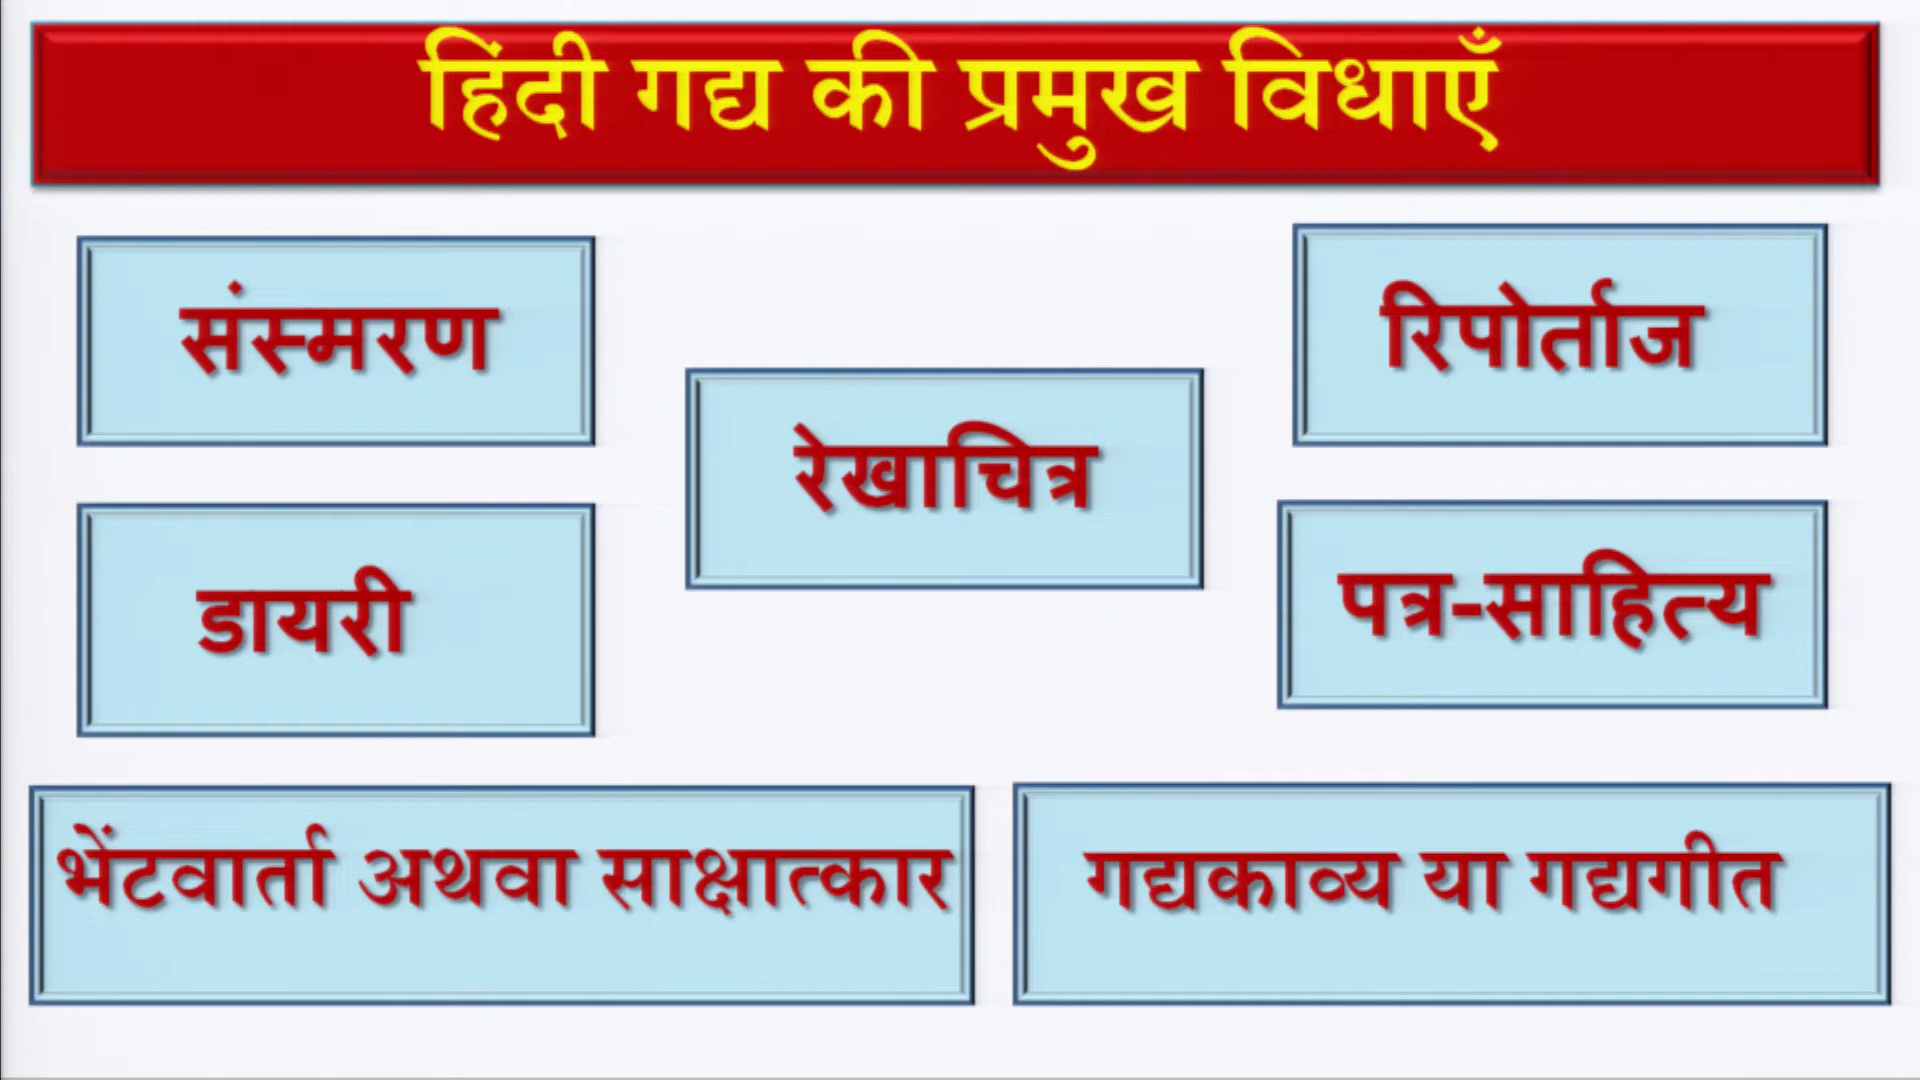 हिंदी गद्य की प्रमुख विधाएँ
संस्मरण
रिपोर्ताज
रेखाचित्र
डायरी
पत्र-साहित्य
भेंटवार्ता अथवा साक्षात्कार
गद्यकाव्य या गद्यगीत